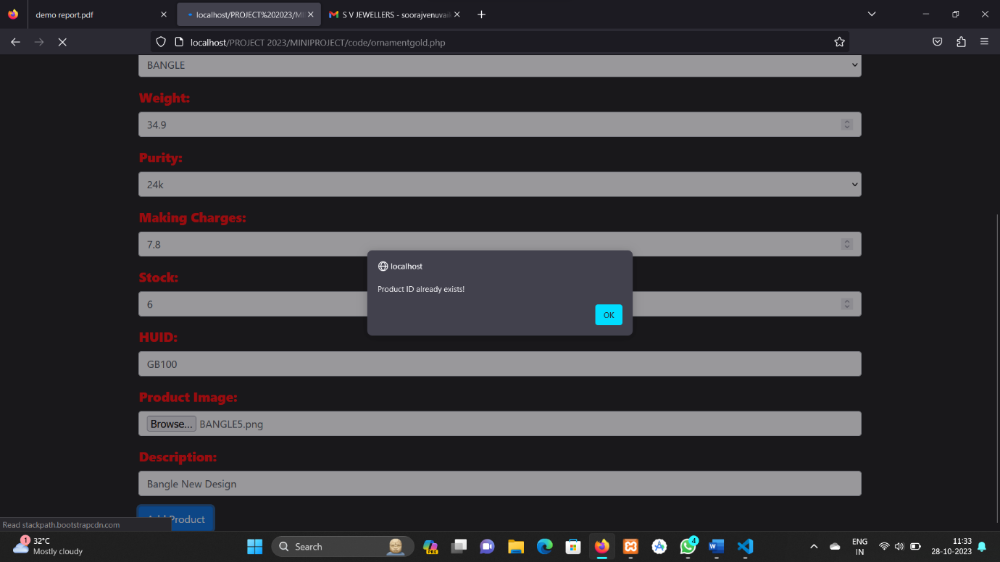 demo report.pdf
localhost/PROJECT%202023/MI
S V JEWELLERS - soorajvenuvaik
localhost/PROJECT 2023/MINIPROJECT/code/ornamentgold.php
BANGLE
Weight:
34.9
Purity:
24k
Making Charges:
7.8
localhost
Product ID already exists!
OK
Stock:
6
HUID:
GB100
Product Image:
Browse... BANGLE5.png
Description:
Bangle New Design
Add Product
Read stackpath.bootstrapcdn.com
1
32°C
Mostly cloudy
Search
PRE
4
ENG
IN
11:33
28-10-2023